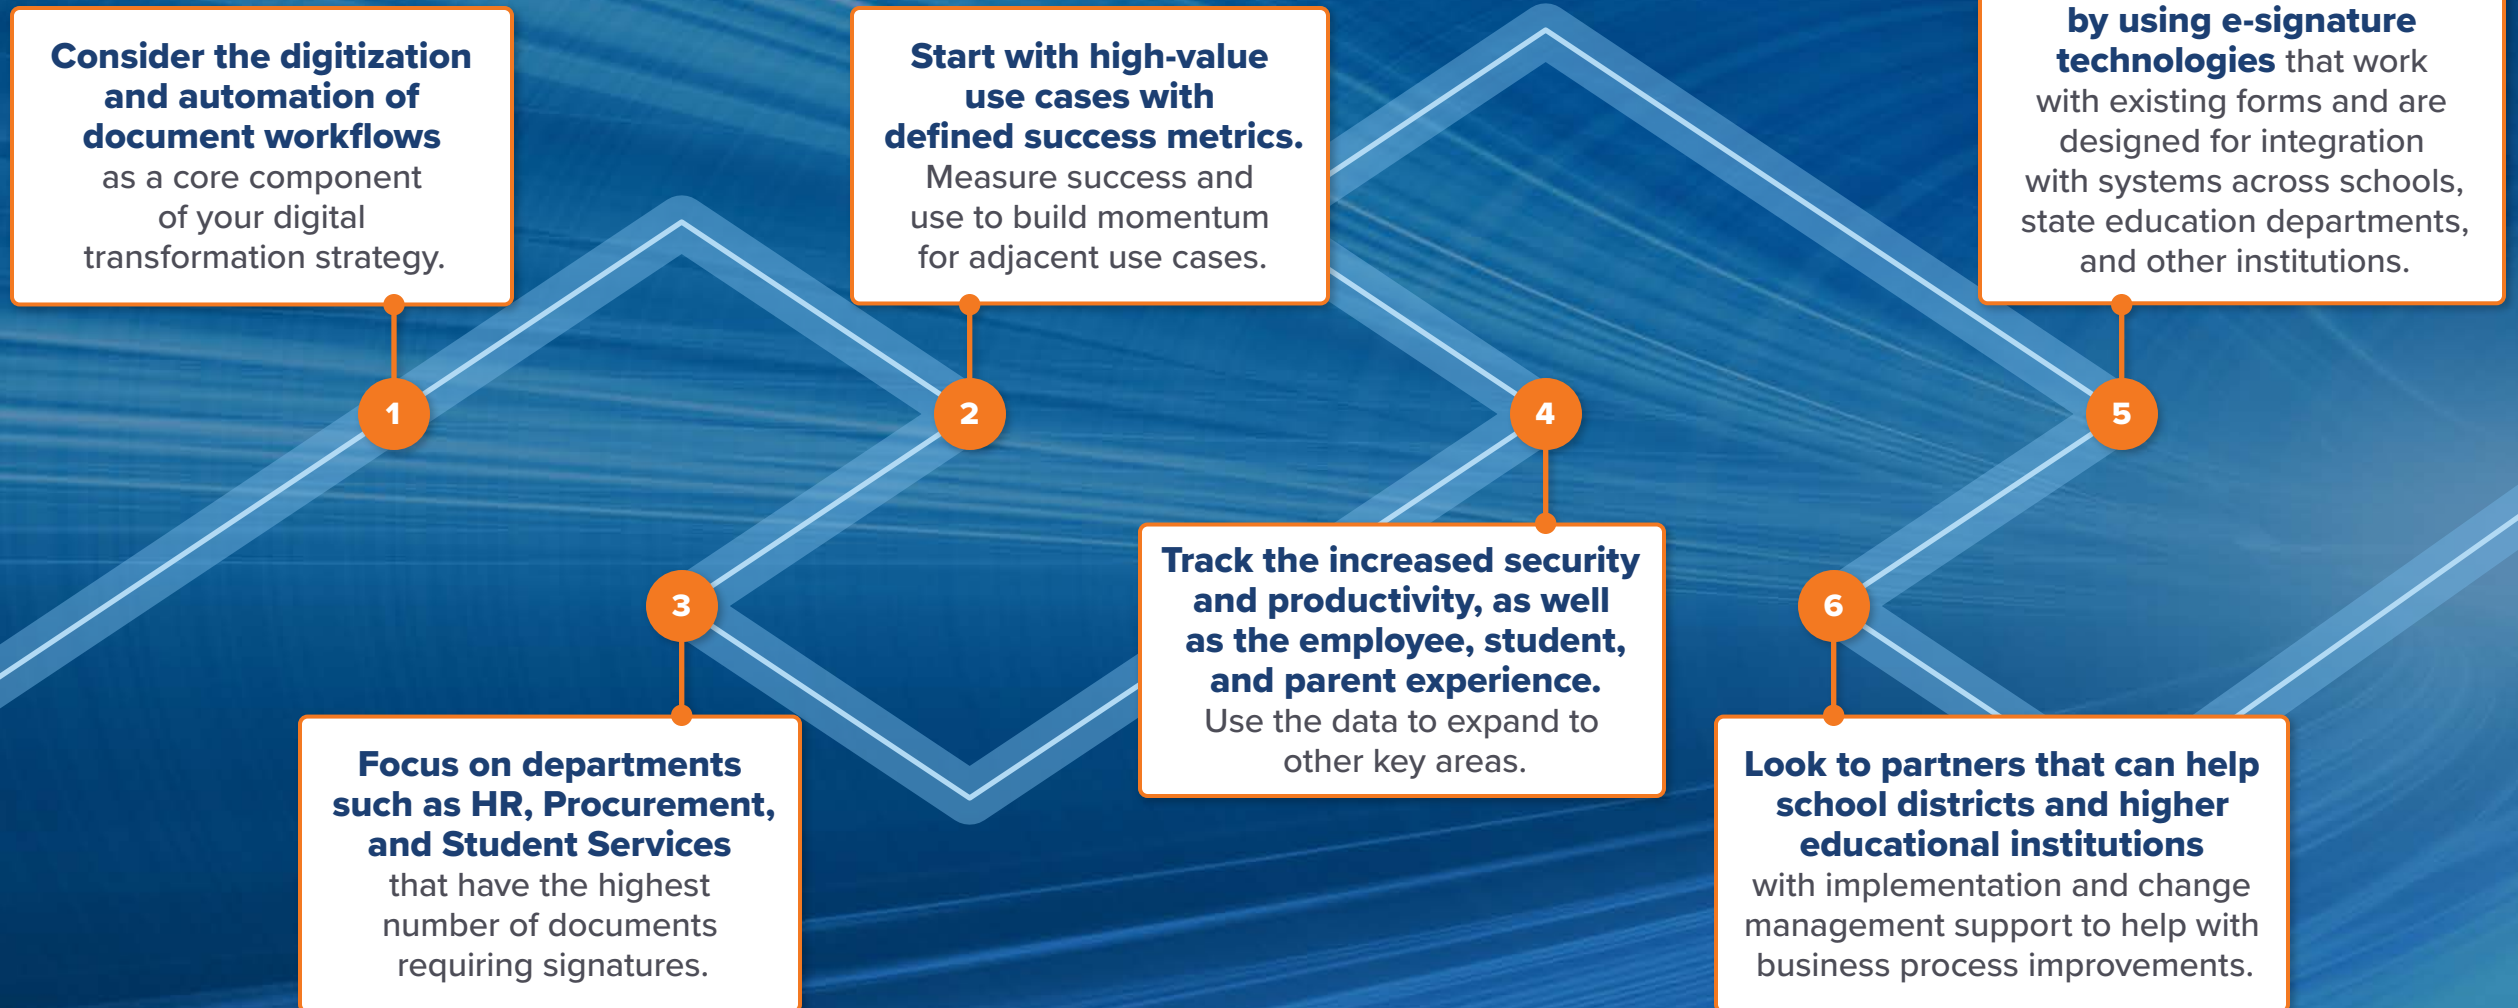 Consider the digitization
and automation of
document workflows
as a core component
of your digital
transformation strategy.
1
Start with high-value
use cases with
defined success metrics.
Measure success and
use to build momentum
for adjacent use cases.
2
Focus on departments
such as HR, Procurement,
and Student Services
that have the highest
number of documents
requiring signatures.
3
Track the increased security
and productivity, as well
as the employee, student,
and parent experience.
Use the data to expand to
other key areas.
4
by using e-signature
technologies that work
with existing forms and are
designed for integration
with systems across schools,
state education departments,
and other institutions.
5
Look to partners that can help
school districts and higher
educational institutions
with implementation and change
management support to help with
business process improvements.
6